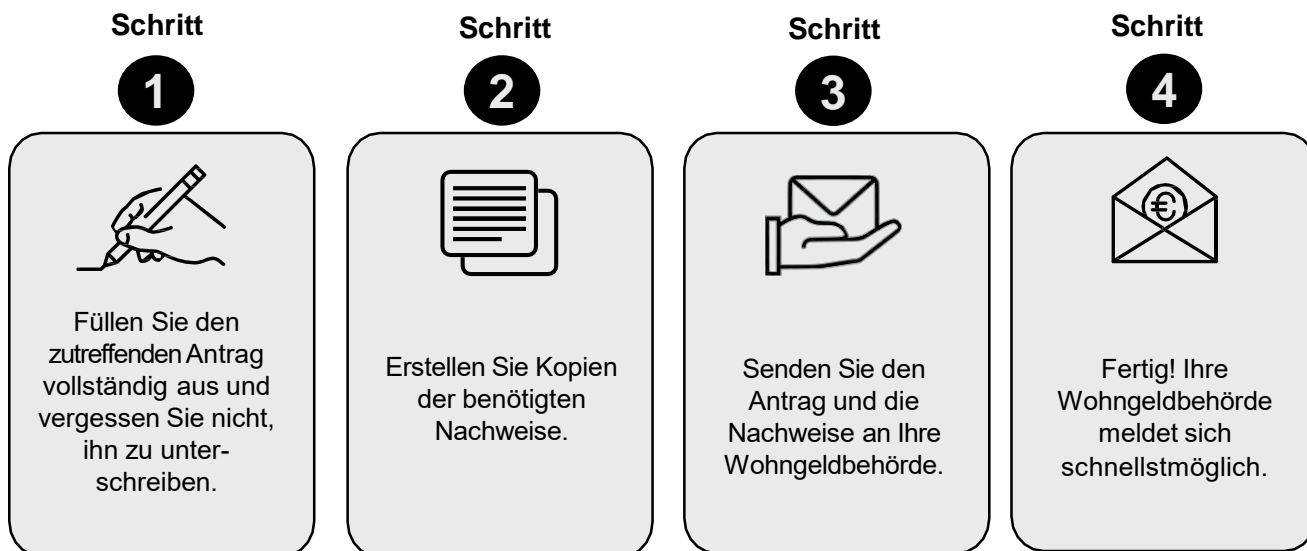 Schritt
1
Füllen Sie den
zutreffenden Antrag
vollständig aus und
vergessen Sie nicht,
ihn zu unter-
schreiben.
Schritt
2
Erstellen Sie Kopien
der benötigten
Nachweise.
Schritt
3
Senden Sie den
Antrag und die
Nachweise an Ihre
Wohngeldbehörde.
Schritt
4
€
Fertig! Ihre
Wohngeldbehörde
meldet sich
schnellstmöglich.